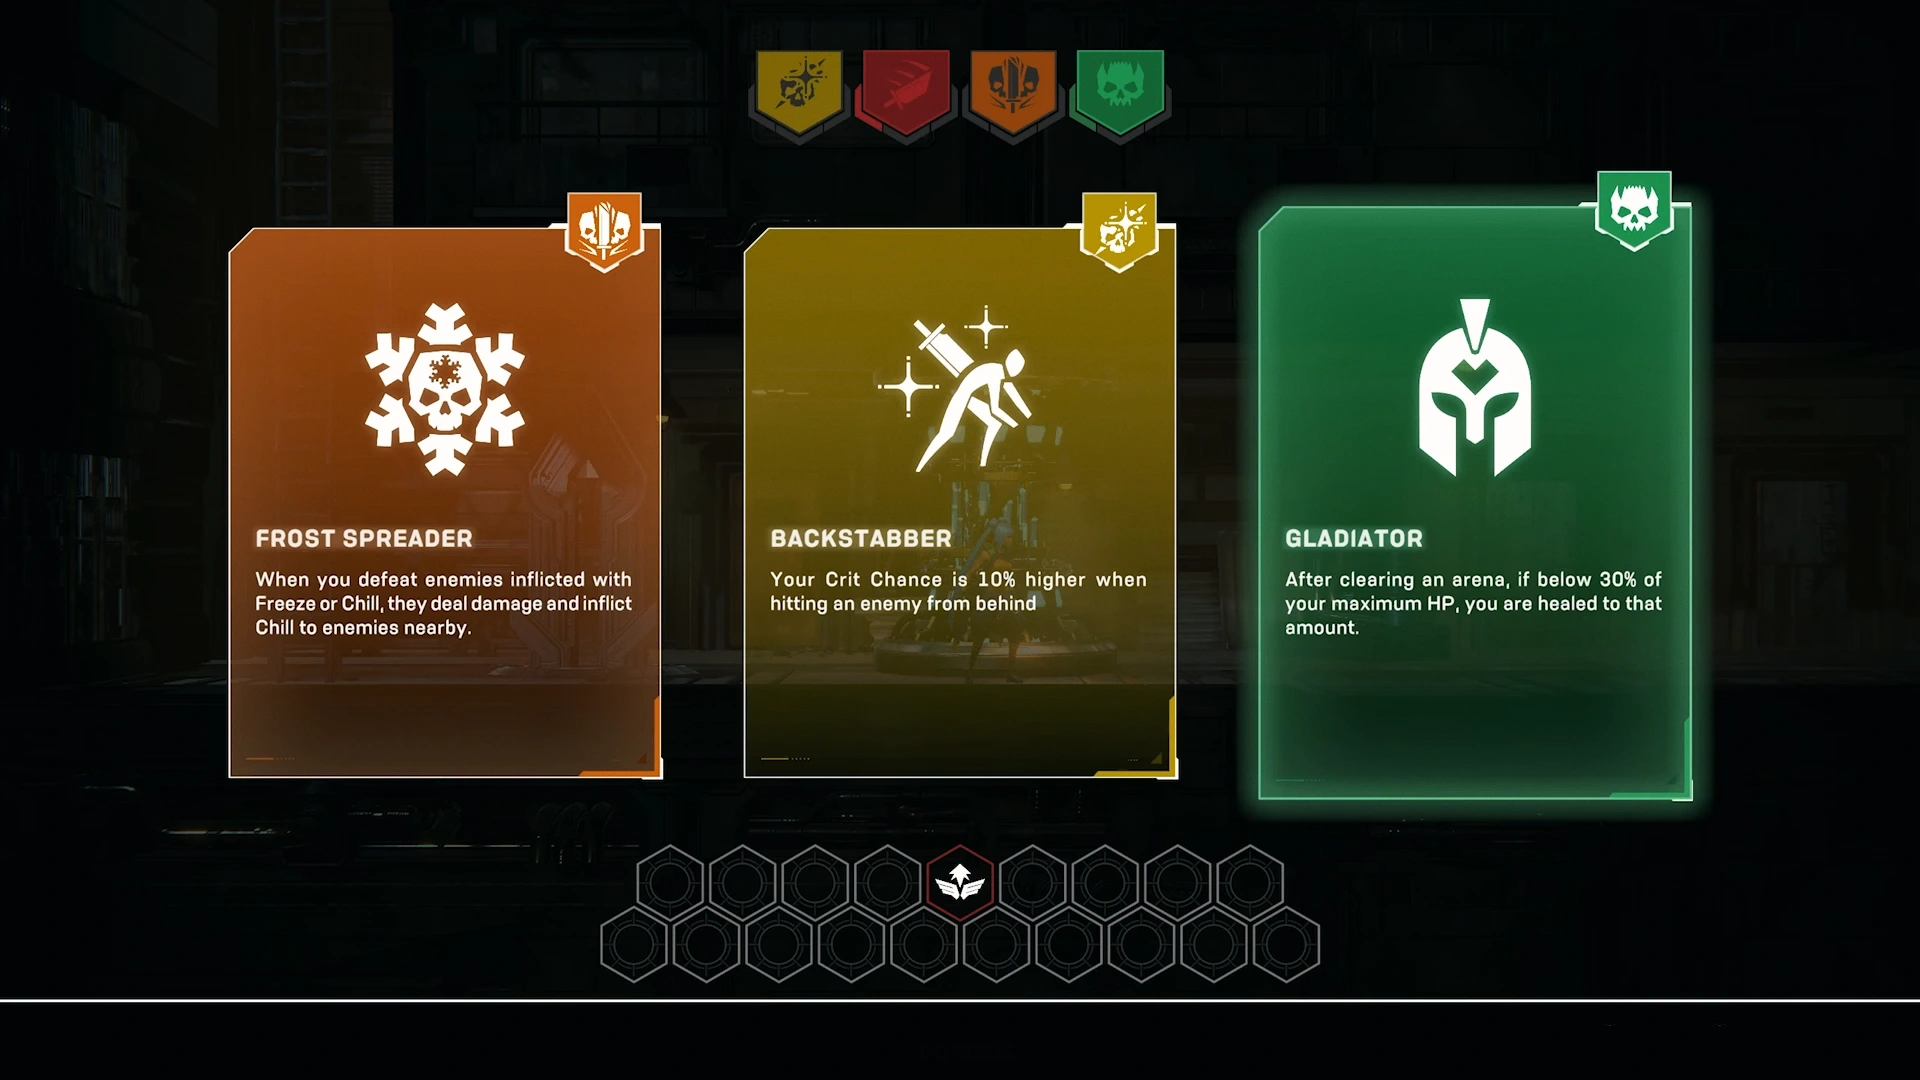 FROST SPREADER
When you defeat enemies inflicted with
Freeze or Chill, they deal damage and inflict
Chill to enemies nearby.
BACKSTABBER
Your Crit Chance is 10% higher when
hitting an enemy from behind
GLADIATOR
After clearing an arena, if below 30% of
your maximum HP, you are healed to that
amount.